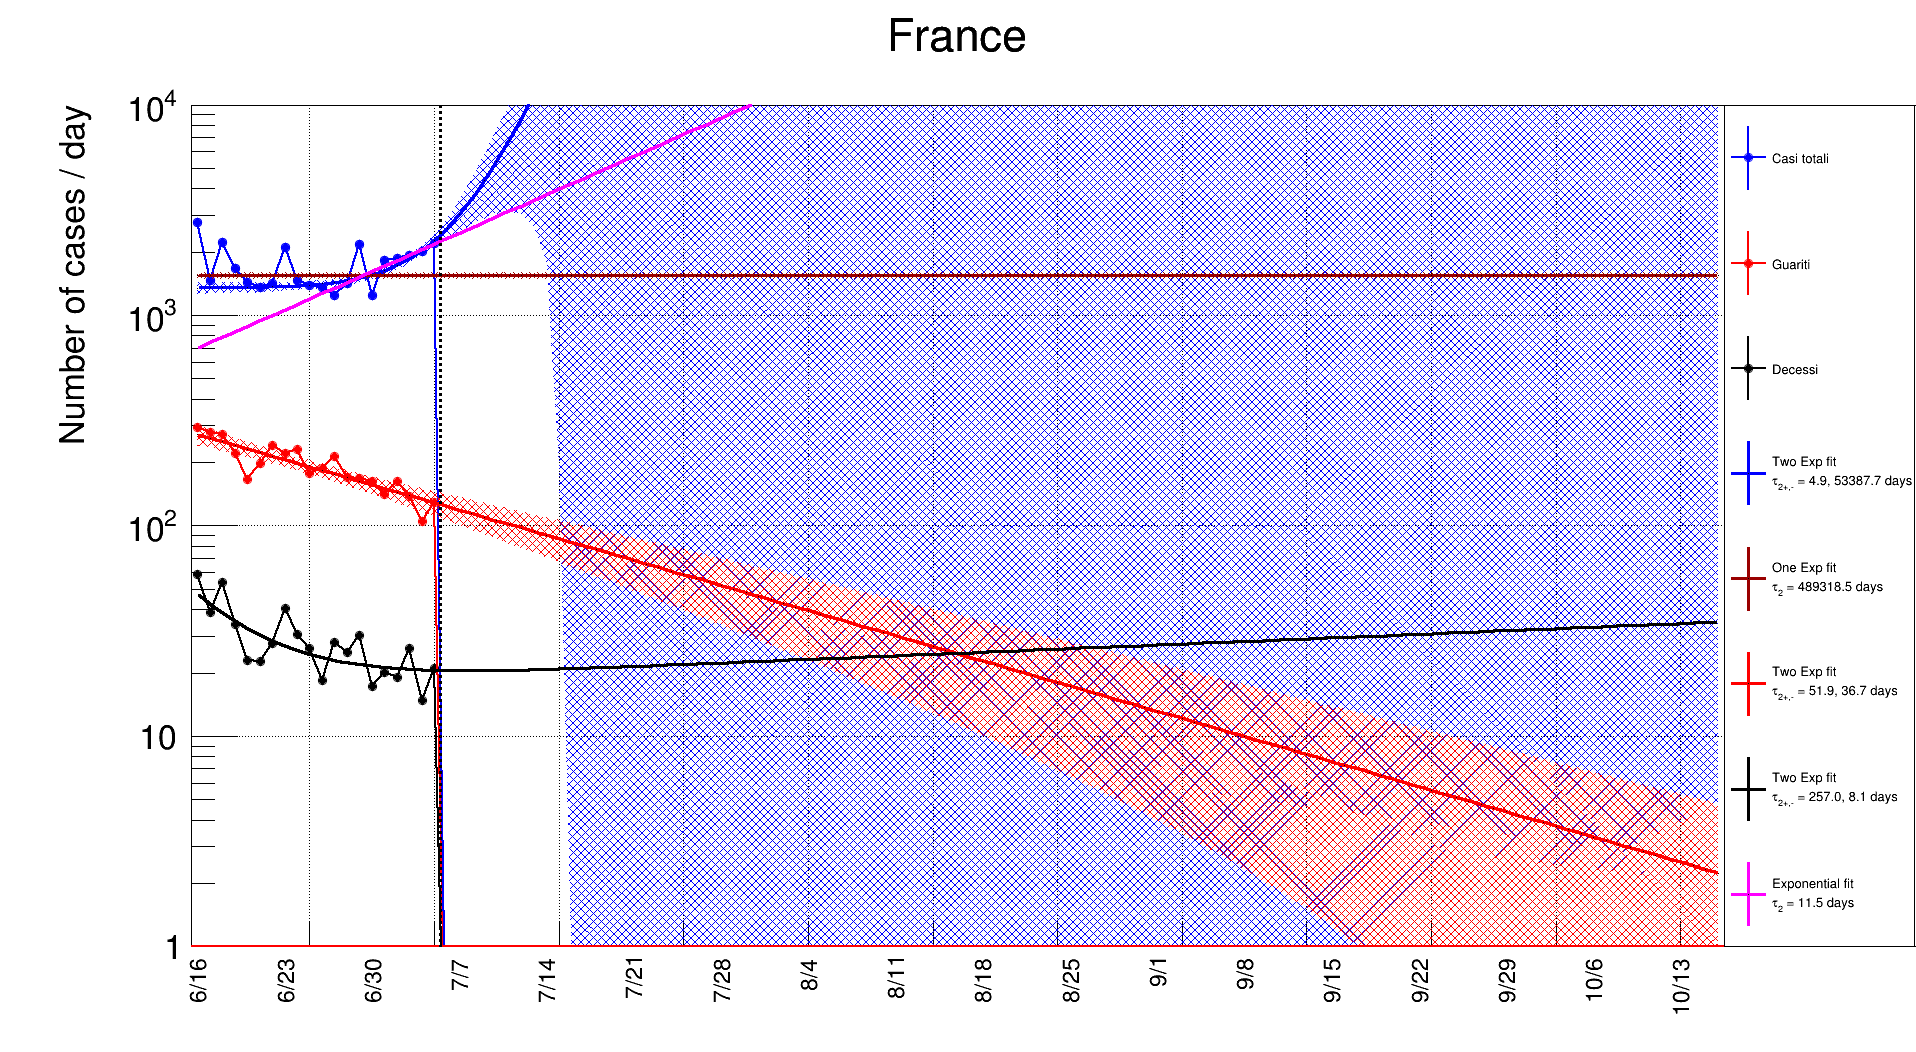 France
Number of cases / day
10^4
10^3
10^2
10
1
6/16
6/23
6/30
7/7
7/14
7/21
7/28
8/4
8/11
8/18
8/25
9/1
9/8
9/15
9/22
9/29
10/6
10/13
Casi totali
Guariti
Decessi
Two Exp fit
τ2+,- = 4.9, 53387.7 days
One Exp fit
τ2 = 489318.5 days
Two Exp fit
τ2+,- = 51.9, 36.7 days
Two Exp fit
τ2+,- = 257.0, 8.1 days
Exponential fit
τ2 = 11.5 days